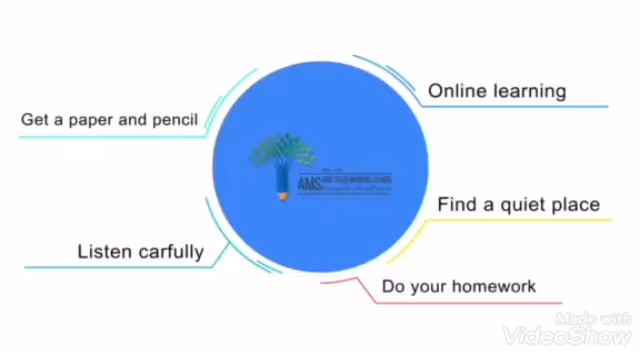 Online learning
Get a paper and pencil
AMS
Find a quiet place
Listen carfully
Do your homework
Made with
VideoShow